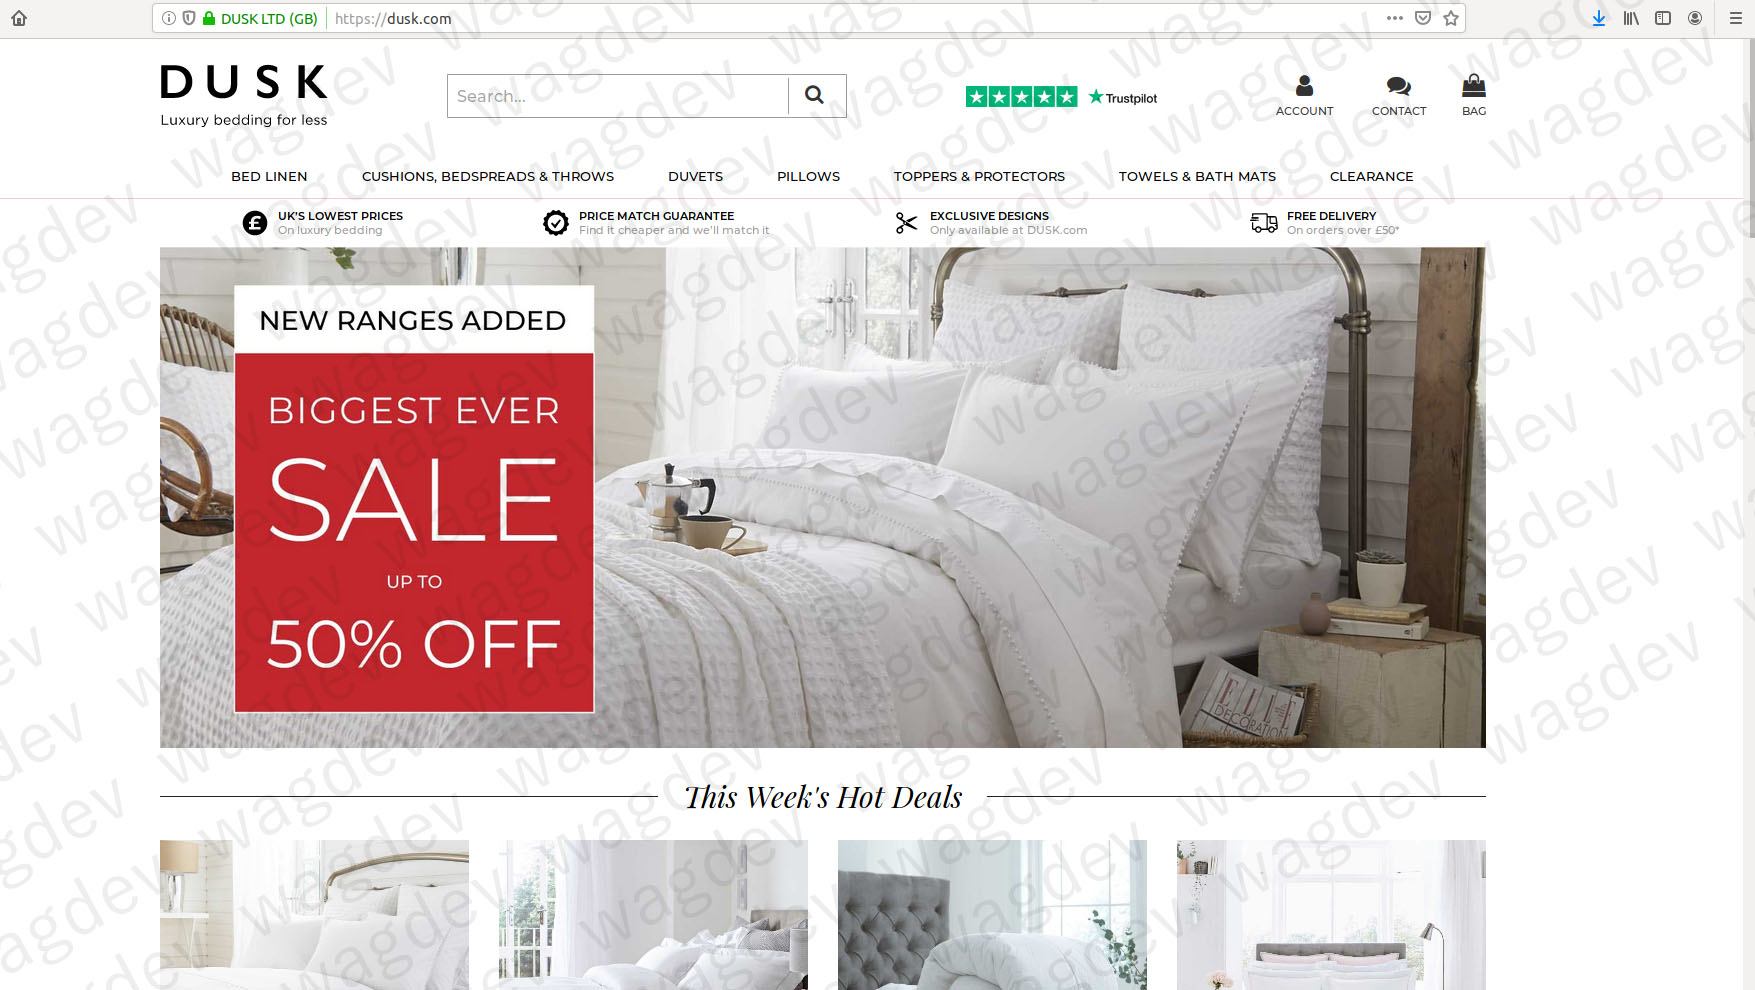 DUSK LTD (GB) https://dusk.com
DUSK
Luxury bedding for less
Search...
Trustpilot
ACCOUNT
CONTACT
BAG
BED LINEN
CUSHIONS, BEDSPREADS & THROWS
DUVETS
PILLOWS
TOPPERS & PROTECTORS
TOWELS & BATH MATS
CLEARANCE
UK'S LOWEST PRICES
On luxury bedding
PRICE MATCH GUARANTEE
Find it cheaper and we'll match it
EXCLUSIVE DESIGNS
Only available at DUSK.com
FREE DELIVERY
On orders over £50*
NEW RANGES ADDED
BIGGEST EVER
SALE
UP TO
50% OFF
ELLE
DECORATION
This Week's Hot Deals
wagdev